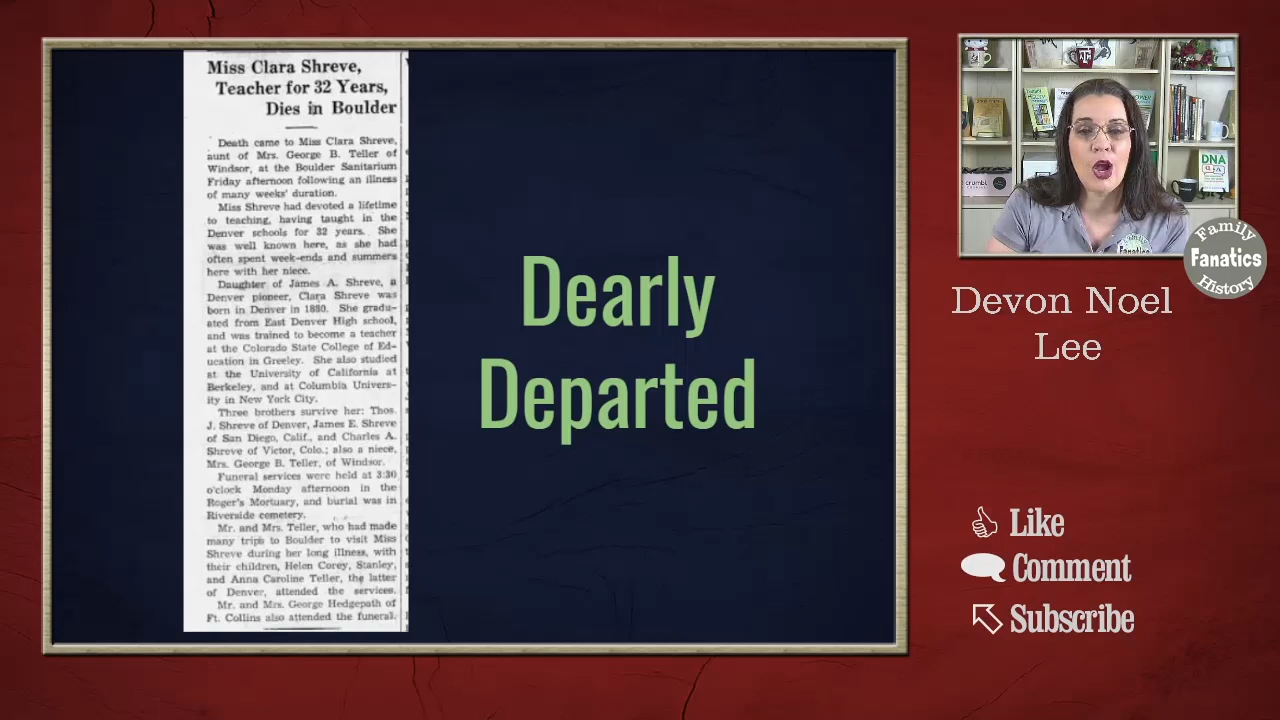 Miss Clara Shreve,
Teacher for 32 Years,
Dies in Boulder
Death came to Miss Clara Shreve,
aunt of Mrs. George B. Teller of
Windsor, at the Boulder Sanitarium
Friday afternoon following an illness
of many weeks' duration.
Miss Shreve had devoted a lifetime
to teaching, having taught in the
Denver schools for 32 years. She
was well known here, as she had
often spent week-ends and summers
here with her niece.
Daughter of James A. Shreve, a
Denver pioneer, Clara Shreve was
born in Denver in 1880. She gradu-
ated from East Denver High school,
and was trained to become a teacher
at the Colorado State College of Ed-
ucation in Greeley. She also studied
at the University of California at
Berkeley, and at Columbia Univers-
ity in New York City.
Three brothers survive her: Thos.
J. Shreve of Denver, James E. Shreve
of San Diego, Calif., and Charles A.
Shreve of Victor, Colo.; also a niece,
Mrs. George B. Teller, of Windsor.
Funeral services were held at 3:30
o'clock Monday afternoon in the
Roger's Mortuary, and burial was in
Riverside cemetery.
Mr. and Mrs. Teller, who had made
many trips to Boulder to visit Miss
Shreve during her long illness, with
their children, Helen Corey, Stanley,
and Anna Caroline Teller, the latter
of Denver, attended the services.
Mr. and Mrs. George Hedgepath of
Ft. Collins also attended the funeral.
Dearly
Departed
DNA
Family
Fanatics
History
Devon Noel
Lee
Like
Comment
Subscribe